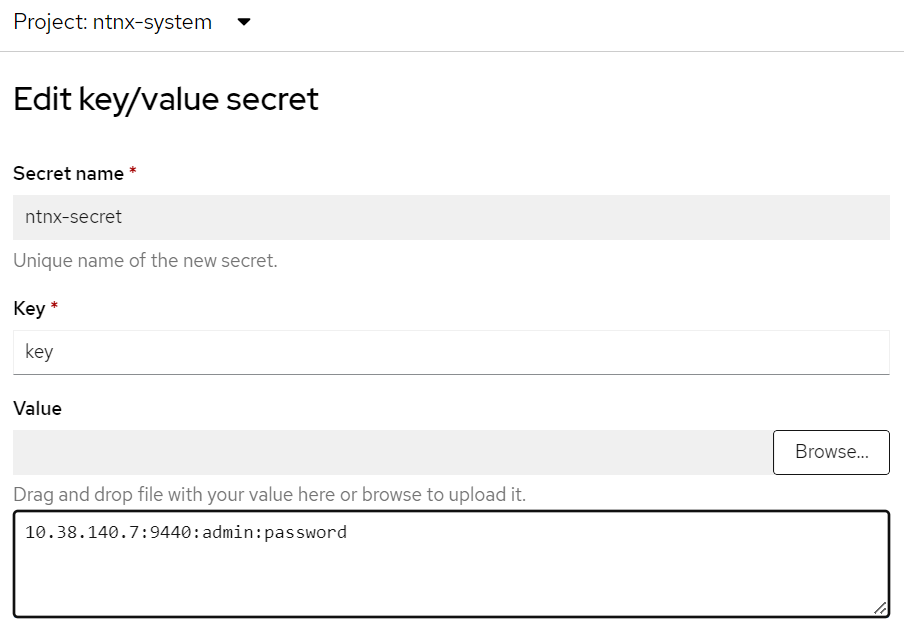 Project: ntnx-system
Edit key/value secret
Secret name *
ntnx-secret
Unique name of the new secret.
Key *
key
Value
Browse...
Drag and drop file with your value here or browse to upload it.
10.38.140.7:9440:admin:password